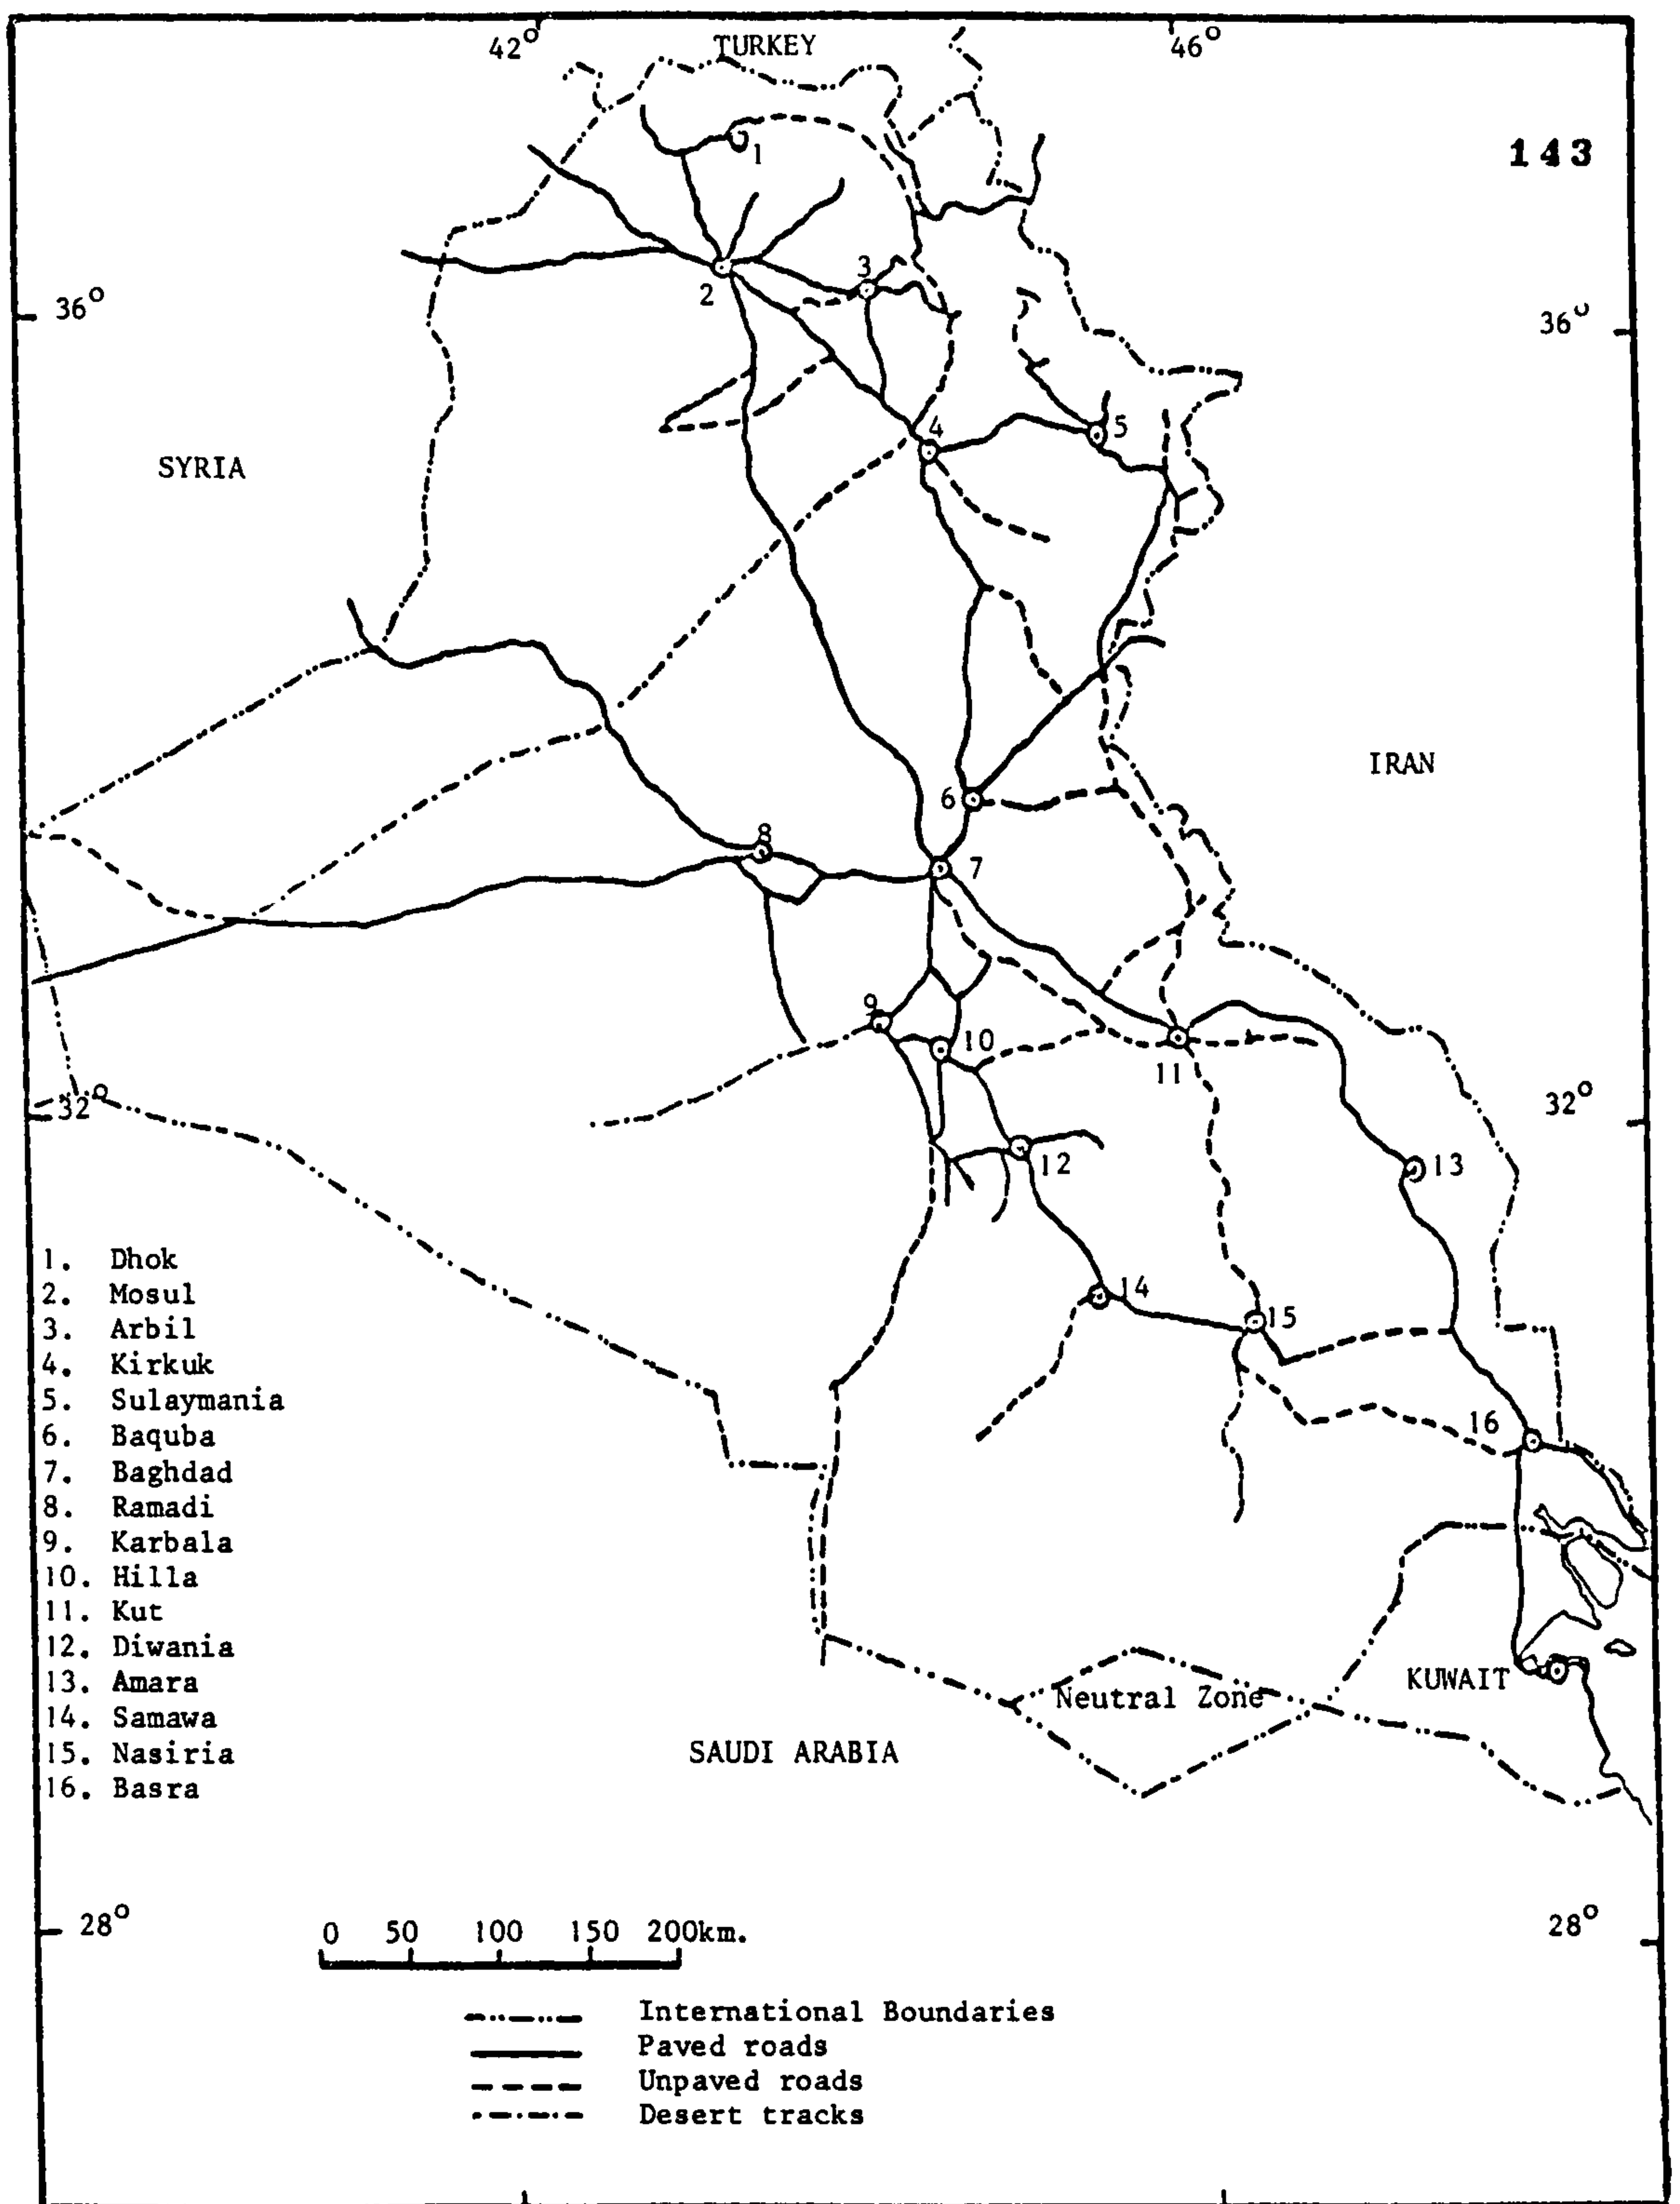 42° TURKEY 46°
143
1
3
2
36° 36°
4 5
SYRIA
IRAN
6
8
7
9
10
11
32° 32°
12 13
14
15
16
1. Dhok
2. Mosul
3. Arbil
4. Kirkuk
5. Sulaymania
6. Baquba
7. Baghdad
8. Ramadi
9. Karbala
10. Hilla
11. Kut
12. Diwania
13. Amara
14. Samawa
15. Nasiria
16. Basra
KUWAIT
Neutral Zone
SAUDI ARABIA
28° 28°
0 50 100 150 200km.
International Boundaries
Paved roads
Unpaved roads
Desert tracks